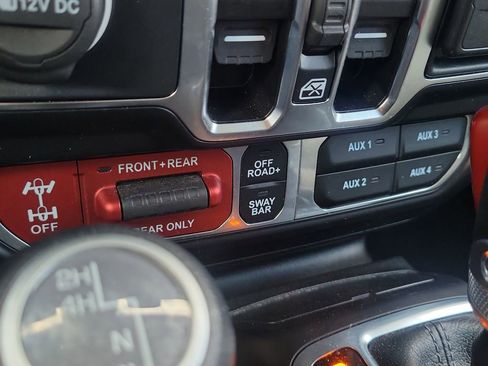 12V DC
FRONT+REAR
OFF
REAR ONLY
OFF
ROAD+
SWAY
BAR
AUX 1
AUX 2
AUX 3
AUX 4
2H
4H
N